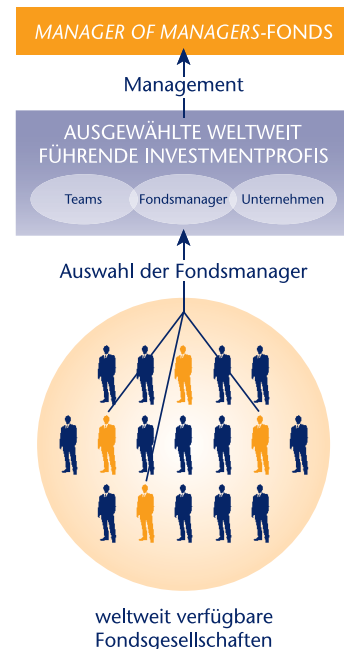 MANAGER OF MANAGERS-FONDS
Management
AUSGEWÄHLTE WELTWEIT
FÜHRENDE INVESTMENTPROFIS
Teams
Fondsmanager
Unternehmen
Auswahl der Fondsmanager
weltweit verfügbare
Fondsgesellschaften